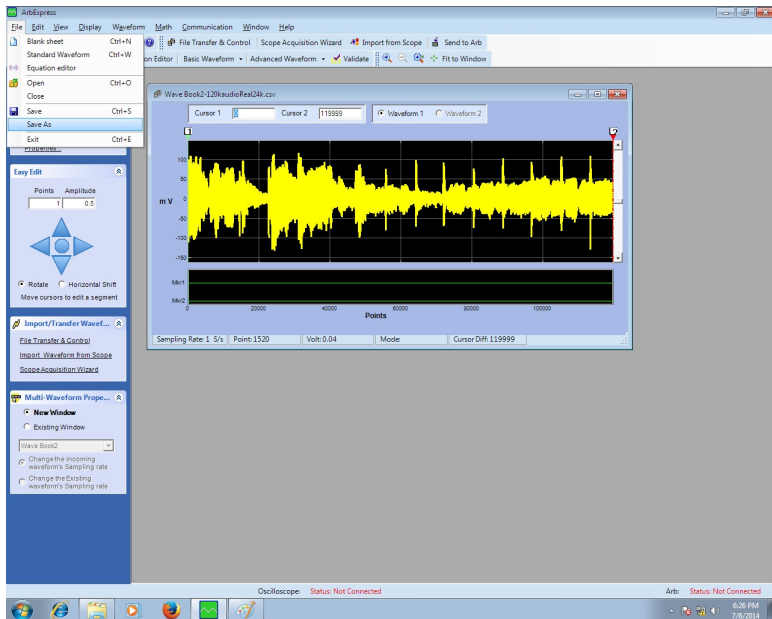 ArbExpress
File Edit View Display Waveform Math Communication Window Help
Blank sheet Ctrl+N
File Transfer & Control Scope Acquisition Wizard Import from Scope Send to Arb
Standard Waveform Ctrl+W
on Editor Basic Waveform Advanced Waveform Validate Fit to Window
Equation editor
Open Ctrl+O
Close
Save Ctrl+S
Save As
Exit Ctrl+E
Properties...
Wave Book2-120kaudioReal24k.csv
Cursor 1 0 Cursor 2 119999 Waveform 1 Waveform 2
1 2
100
50
m V 0
-50
-100
-150
Mkr1
Mkr2
0 20000 40000 60000 80000 100000
Points
Sampling Rate: 1 S/s Point: 1520 Volt: 0.04 Mode: Cursor Diff: 119999
Easy Edit
Points Amplitude
1 0.5
Rotate Horizontal Shift
Move cursors to edit a segment
Import/Transfer Wavef...
File Transfer & Control
Import Waveform from Scope
Scope Acquisition Wizard
Multi-Waveform Prope...
New Window
Existing Window
Wave Book2
Change the Incoming
waveform's Sampling rate
Change the Existing
waveform's Sampling rate
Oscilloscope: Status: Not Connected Arb: Status: Not Connected
6:26 PM
7/8/2014